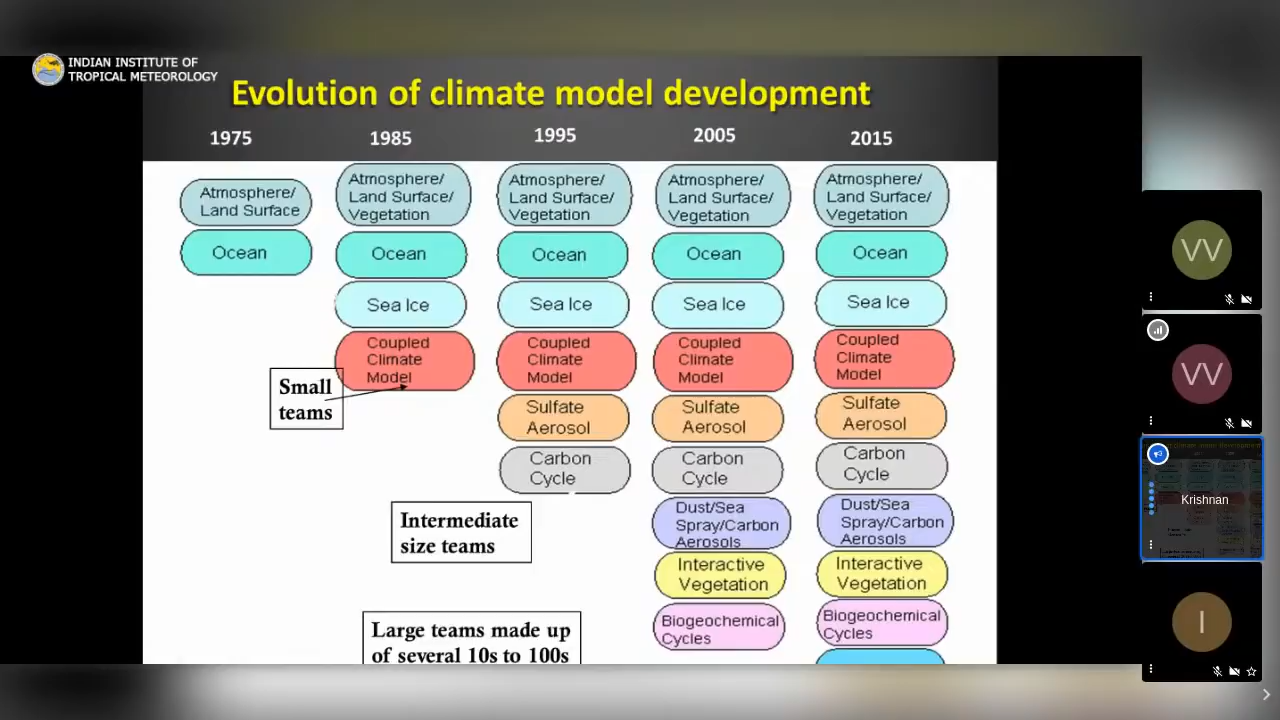 INDIAN INSTITUTE OF
TROPICAL METEOROLOGY
Evolution of climate model development
1975
1985
1995
2005
2015
Atmosphere/
Land Surface
Ocean
Atmosphere/
Land Surface/
Vegetation
Ocean
Sea Ice
Coupled
Climate
Model
Small
teams
Atmosphere/
Land Surface/
Vegetation
Ocean
Sea Ice
Coupled
Climate
Model
Sulfate
Aerosol
Carbon
Cycle
Intermediate
size teams
Atmosphere/
Land Surface/
Vegetation
Ocean
Sea Ice
Coupled
Climate
Model
Sulfate
Aerosol
Carbon
Cycle
Dust/Sea
Spray/Carbon
Aerosols
Interactive
Vegetation
Biogeochemical
Cycles
Large teams made up
of several 10s to 100s
Atmosphere/
Land Surface/
Vegetation
Ocean
Sea Ice
Coupled
Climate
Model
Sulfate
Aerosol
Carbon
Cycle
Dust/Sea
Spray/Carbon
Aerosols
Interactive
Vegetation
Biogeochemical
Cycles
VV
VV
Krishnan
I